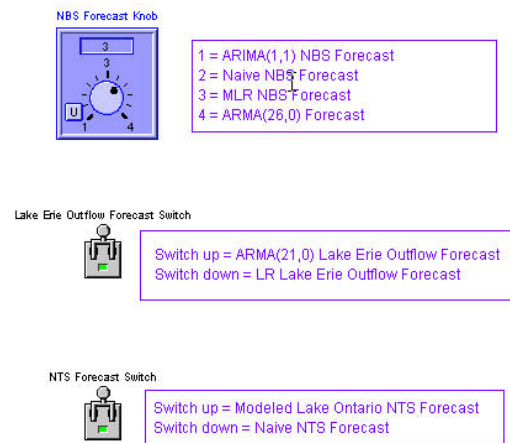 NBS Forecast Knob
3
3
U
1
4
1 = ARIMA(1,1) NBS Forecast
2 = Naive NBS Forecast
3 = MLR NBS Forecast
4 = ARMA(26,0) Forecast
Lake Erie Outflow Forecast Switch
Switch up = ARMA(21,0) Lake Erie Outflow Forecast
Switch down = LR Lake Erie Outflow Forecast
NTS Forecast Switch
Switch up = Modeled Lake Ontario NTS Forecast
Switch down = Naive NTS Forecast